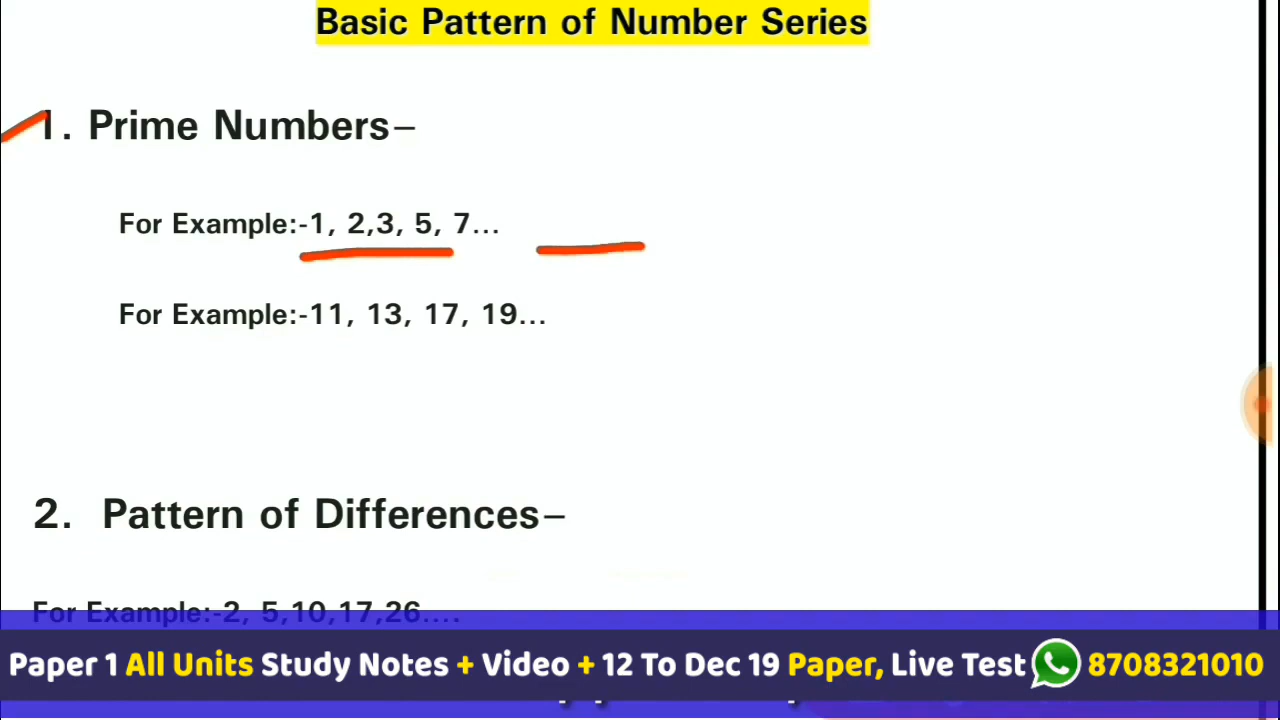 Basic Pattern of Number Series
1. Prime Numbers–
For Example:-1, 2,3, 5, 7...
For Example:-11, 13, 17, 19...
2. Pattern of Differences–
For Example:-2, 5,10,17,26....
Paper 1 All Units Study Notes + Video + 12 To Dec 19 Paper, Live Test 8708321010